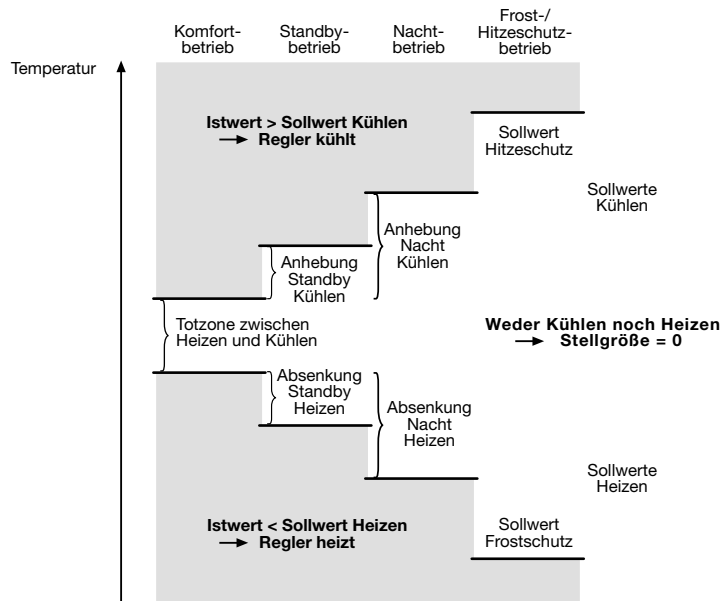 Komfort-
betrieb
Standby-
betrieb
Nacht-
betrieb
Frost-/
Hitzeschutz-
betrieb
Temperatur
Istwert > Sollwert Kühlen
Regler kühlt
Sollwert
Hitzeschutz
Sollwerte
Kühlen
Anhebung
Nacht
Kühlen
Anhebung
Standby
Kühlen
Totzone zwischen
Heizen und Kühlen
Weder Kühlen noch Heizen
Stellgröße = 0
Absenkung
Standby
Heizen
Absenkung
Nacht
Heizen
Sollwerte
Heizen
Istwert < Sollwert Heizen
Regler heizt
Sollwert
Frostschutz